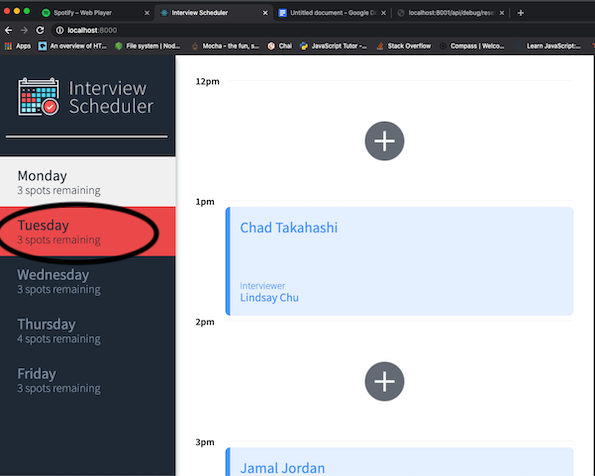 Spotify – Web Player
Interview Scheduler
Untitled document - Google Do
localhost:8001/api/debug/rese
localhost:8000
Apps
An overview of HT...
File system | Nod...
Mocha - the fun, s...
Chai
JavaScript Tutor -...
Stack Overflow
Compass | Welco...
Learn JavaScript:...
Interview
Scheduler
Monday
3 spots remaining
Tuesday
3 spots remaining
Wednesday
3 spots remaining
Thursday
4 spots remaining
Friday
3 spots remaining
12pm
1pm
Chad Takahashi
Interviewer
Lindsay Chu
2pm
3pm
Jamal Jordan